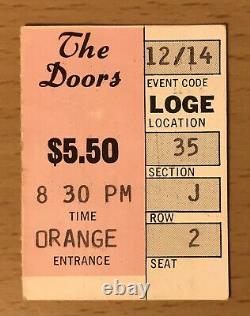 The
Doors
$5.50
8 30 PM
TIME
ORANGE
ENTRANCE
12/14
EVENT CODE
LOGE
LOCATION
35
SECTION
J
ROW
2
SEAT